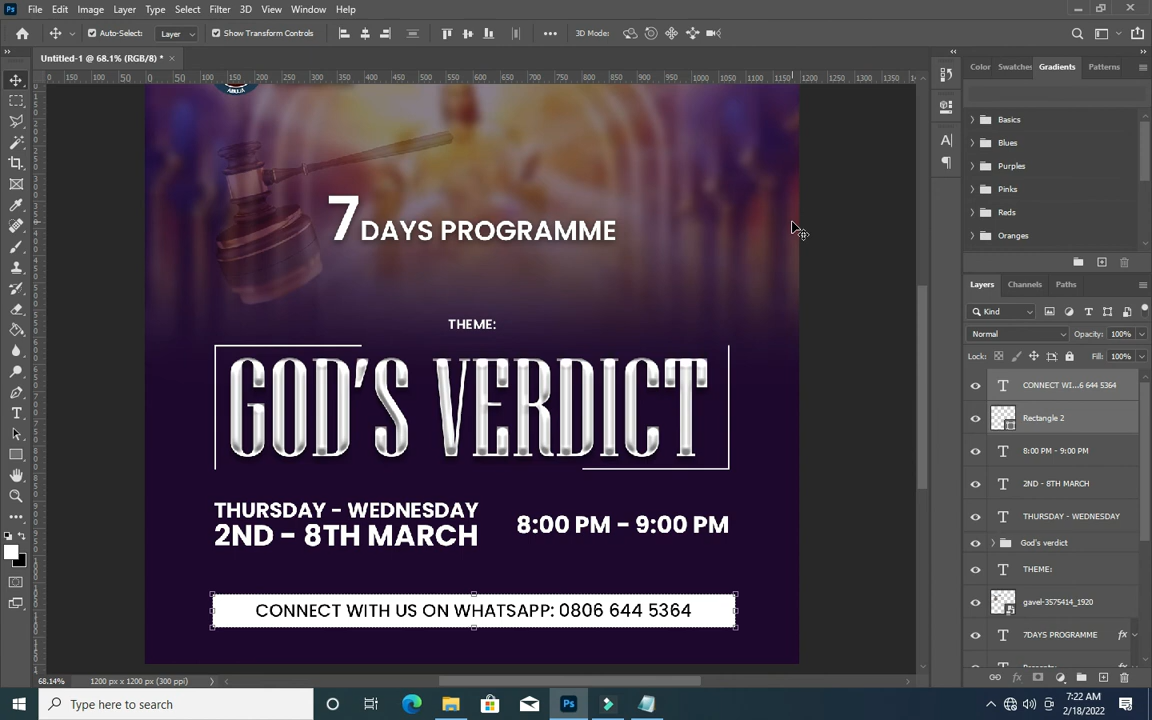 Ps File Edit Image Layer Type Select Filter 3D View Window Help
Auto-Select: Layer Show Transform Controls 3D Mode:
Untitled-1 @ 68.1% (RGB/8) *
Color Swatches Gradients Patterns
Basics
Blues
Purples
Pinks
Reds
Oranges
ABUJA
7DAYS PROGRAMME
THEME:
GOD'S VERDICT
THURSDAY - WEDNESDAY
2ND - 8TH MARCH
8:00 PM - 9:00 PM
CONNECT WITH US ON WHATSAPP: 0806 644 5364
Layers Channels Paths
Kind
Normal Opacity: 100%
Lock: Fill: 100%
CONNECT WI...6 644 5364
Rectangle 2
8:00 PM - 9:00 PM
2ND - 8TH MARCH
THURSDAY - WEDNESDAY
God's verdict
THEME:
gavel-3575414_1920
7DAYS PROGRAMME fx
68.14% 1200 px x 1200 px (300 ppi)
Type here to search
7:22 AM
2/18/2022